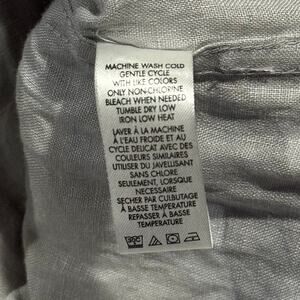 MACHINE WASH COLD
GENTLE CYCLE
WITH LIKE COLORS
ONLY NON-CHLORINE
BLEACH WHEN NEEDED
TUMBLE DRY LOW
IRON LOW HEAT
LAVER À LA MACHINE
À L'EAU FROIDE ET AU
CYCLE DELICAT AVEC DES
COULEURS SIMILAIRES
UTILISER DU JAVELLISANT
SANS CHLORE
SEULEMENT, LORSQUE
NECESSAIRE
SECHER PAR CULBUTAGE
À BASSE TEMPERATURE
REPASSER À BASSE
TEMPERATURE